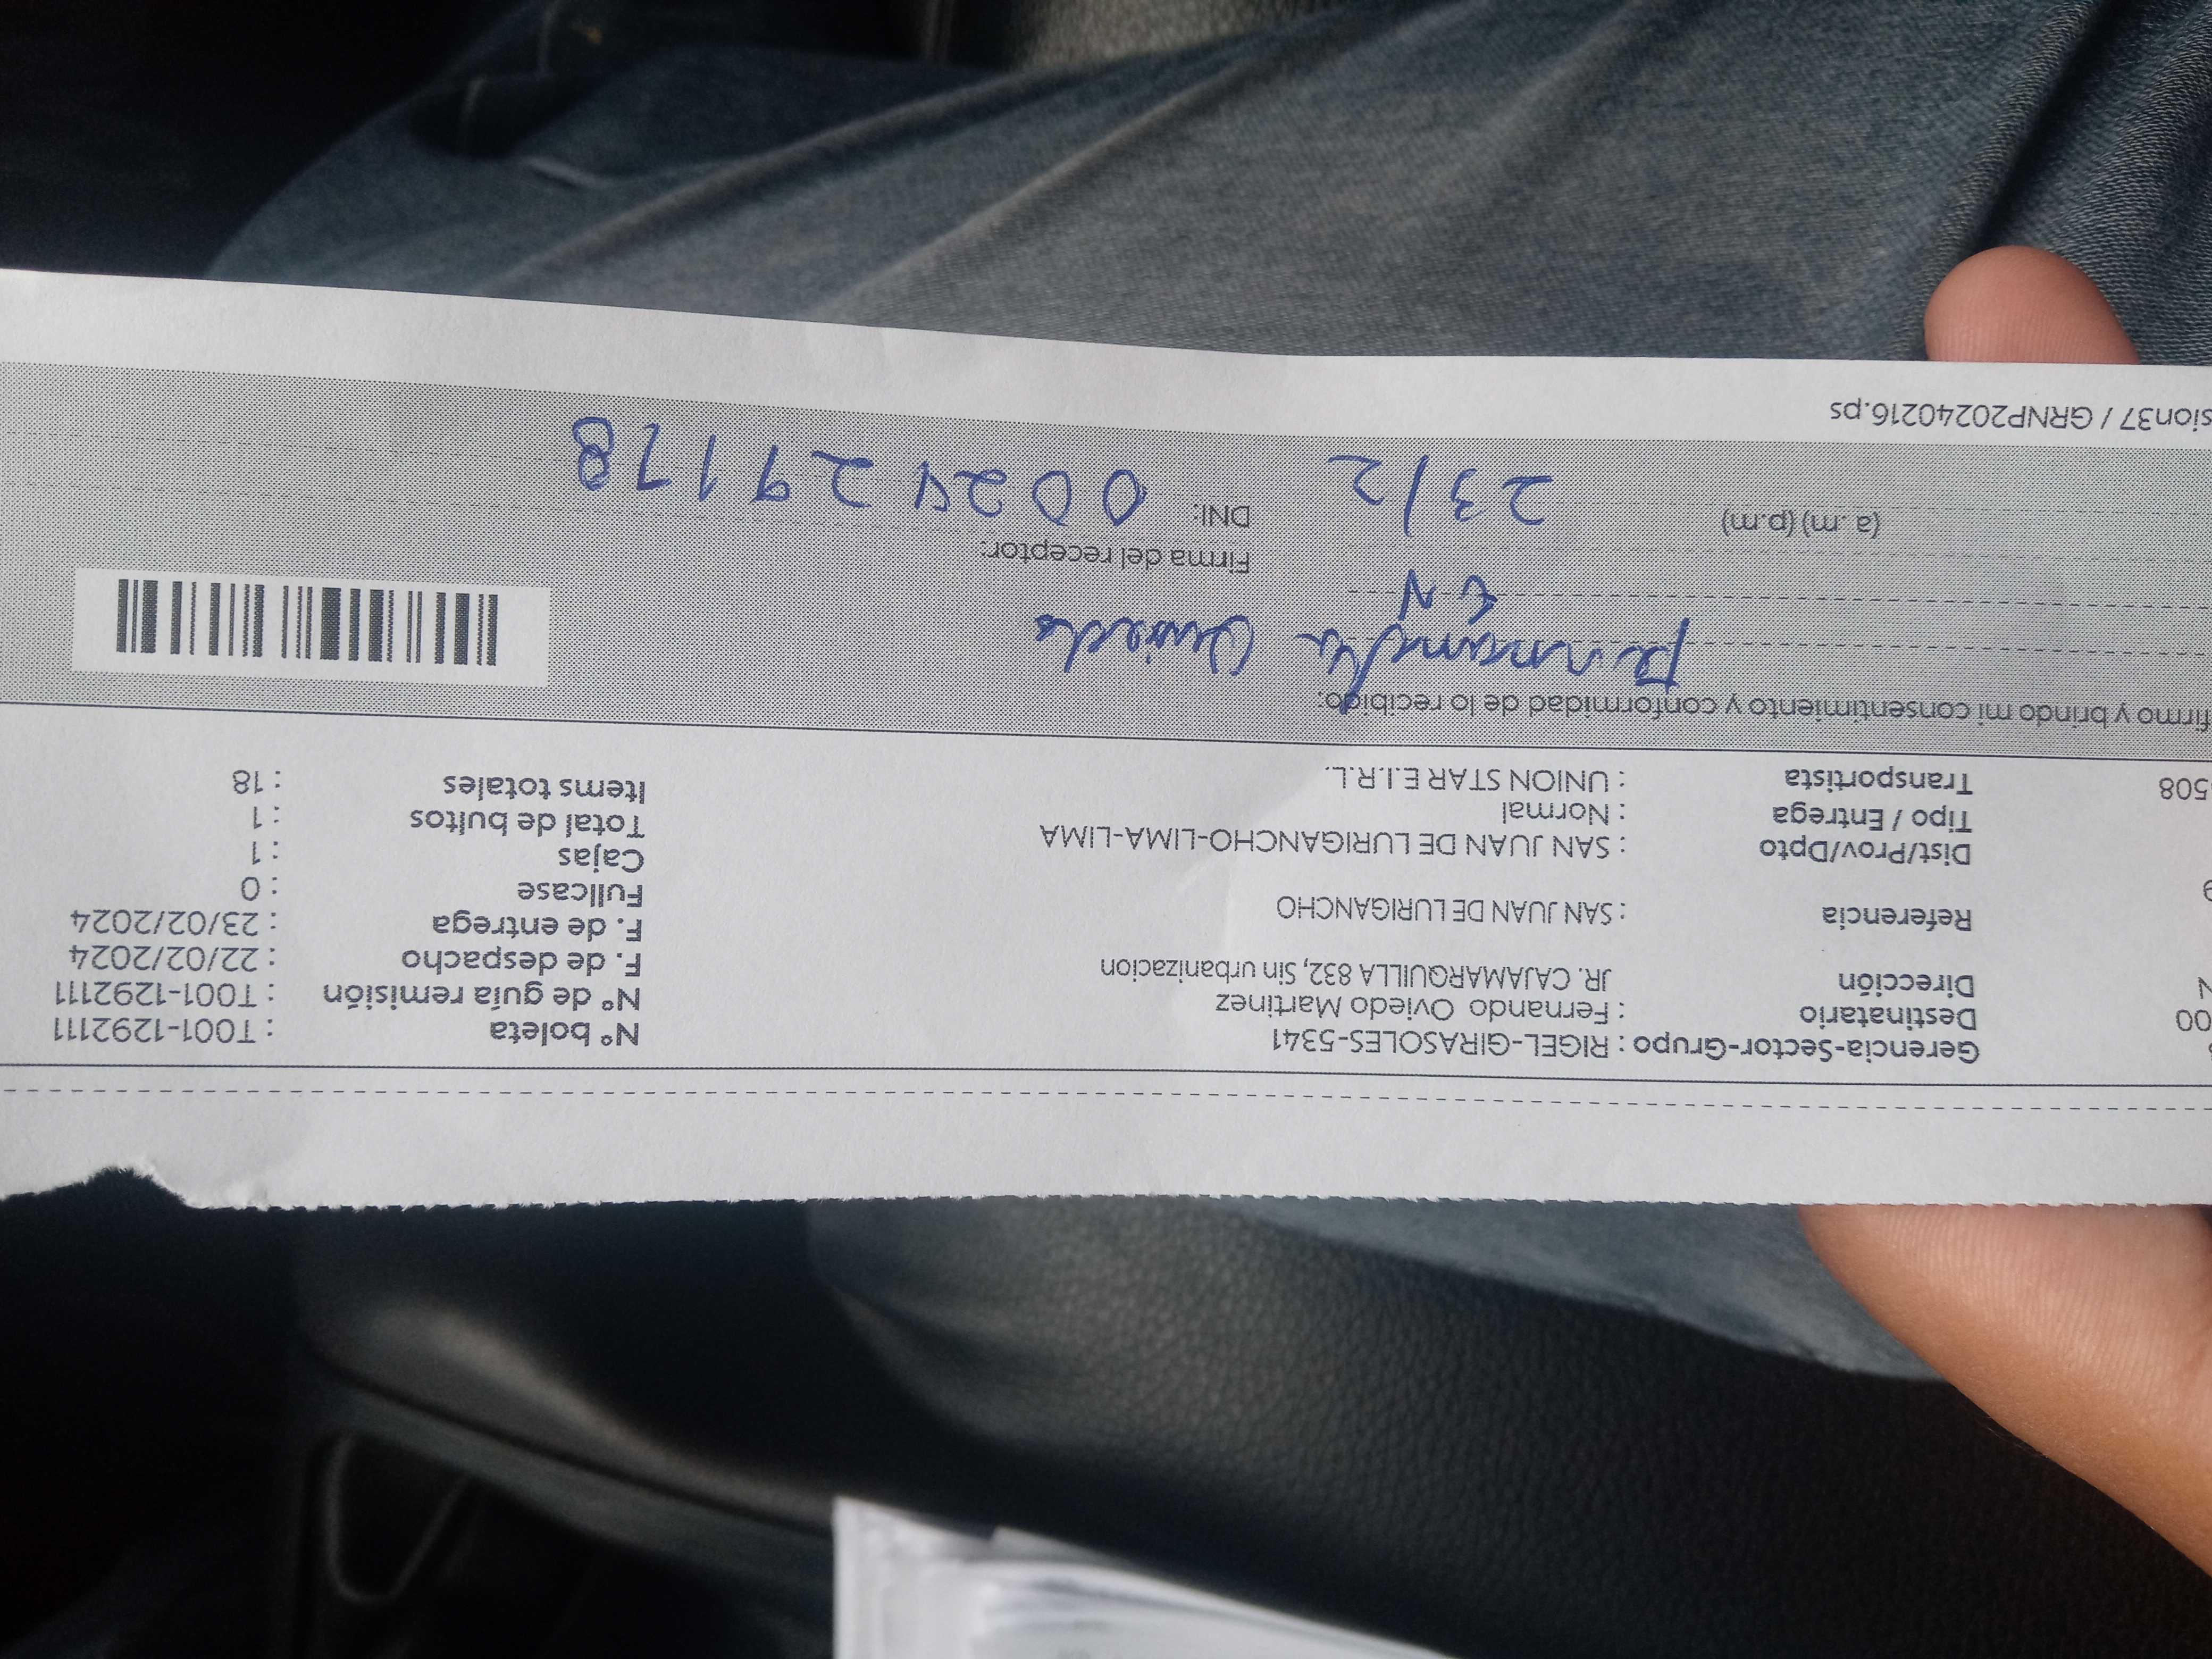 Gerencia-Sector-Grupo : RIGEL-GIRASOLES-5341
00 Destinatario : Fernando Oviedo Martinez
Dirección JR. CAJAMARQUILLA 832, Sin urbanizacion
Referencia : SAN JUAN DE LURIGANCHO
Dist/Prov/Dpto : SAN JUAN DE LURIGANCHO-LIMA-LIMA
Tipo / Entrega : Normal
508 Transportista : UNION STAR E.I.R.L.
N° boleta : T001-1292111
N° de guía remisión : T001-1292111
F. de despacho : 22/02/2024
F. de entrega : 23/02/2024
Fullcase : 0
Cajas : 1
Total de bultos : 1
Items totales : 18
firmo y brindo mi consentimiento y conformidad de lo recibido:
Fernando Oviedo
Firma del receptor:
(a .m) (p.m) 23/2 DNI:
sion37 / GRNP20240216.ps